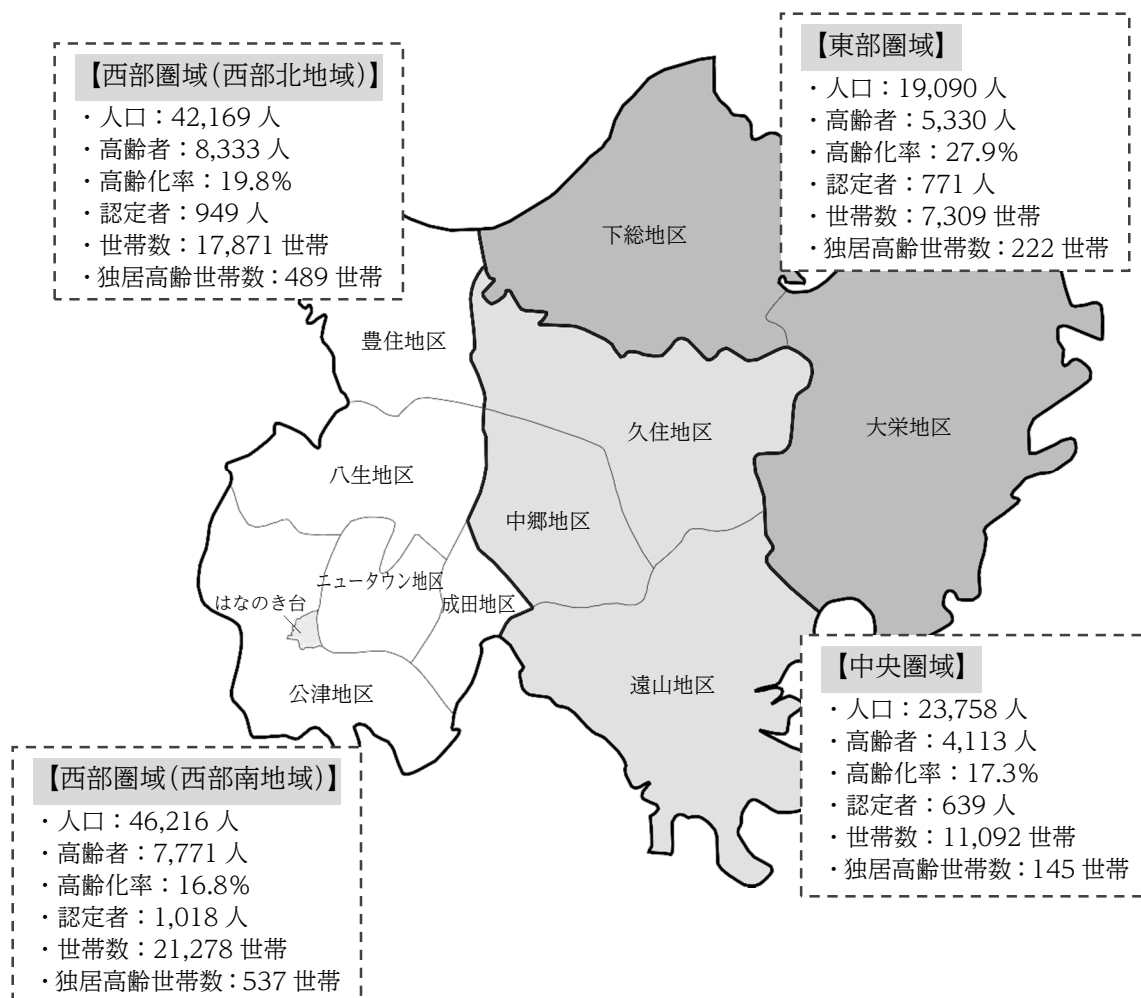 【西部圏域(西部北地域)】
・人口：42,169 人
・高齢者：8,333 人
・高齢化率：19.8%
・認定者：949 人
・世帯数：17,871 世帯
・独居高齢世帯数：489 世帯
【東部圏域】
・人口：19,090 人
・高齢者：5,330 人
・高齢化率：27.9%
・認定者：771 人
・世帯数：7,309 世帯
・独居高齢世帯数：222 世帯
下総地区
豊住地区
久住地区
大栄地区
八生地区
中郷地区
ニュータウン地区
はなのき台
成田地区
公津地区
遠山地区
【中央圏域】
・人口：23,758 人
・高齢者：4,113 人
・高齢化率：17.3%
・認定者：639 人
・世帯数：11,092 世帯
・独居高齢世帯数：145 世帯
【西部圏域(西部南地域)】
・人口：46,216 人
・高齢者：7,771 人
・高齢化率：16.8%
・認定者：1,018 人
・世帯数：21,278 世帯
・独居高齢世帯数：537 世帯